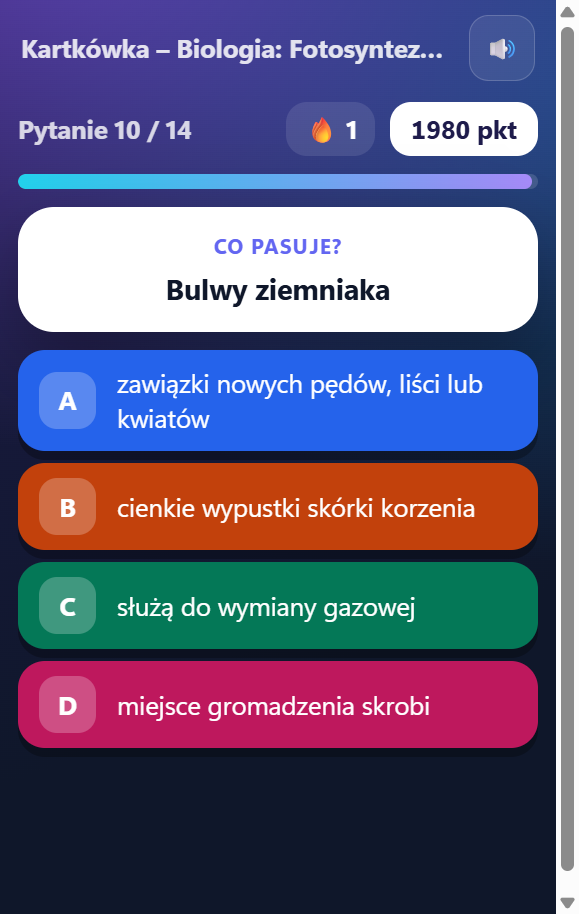 Kartkówka – Biologia: Fotosyntez...
Pytanie 10 / 14
🔥 1
1980 pkt
CO PASUJE?
Bulwy ziemniaka
A
zawiązki nowych pędów, liści lub
kwiatów
B
cienkie wypustki skórki korzenia
C
służą do wymiany gazowej
D
miejsce gromadzenia skrobi